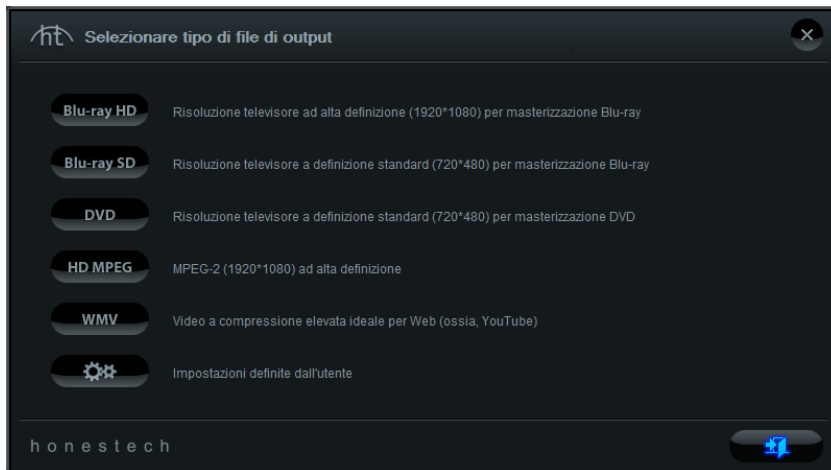 ht Selezionare tipo di file di output
Blu-ray HD Risoluzione televisore ad alta definizione (1920*1080) per masterizzazione Blu-ray
Blu-ray SD Risoluzione televisore a definizione standard (720*480) per masterizzazione Blu-ray
DVD Risoluzione televisore a definizione standard (720*480) per masterizzazione DVD
HD MPEG MPEG-2 (1920*1080) ad alta definizione
WMV Video a compressione elevata ideale per Web (ossia, YouTube)
Impostazioni definite dall'utente
honestech